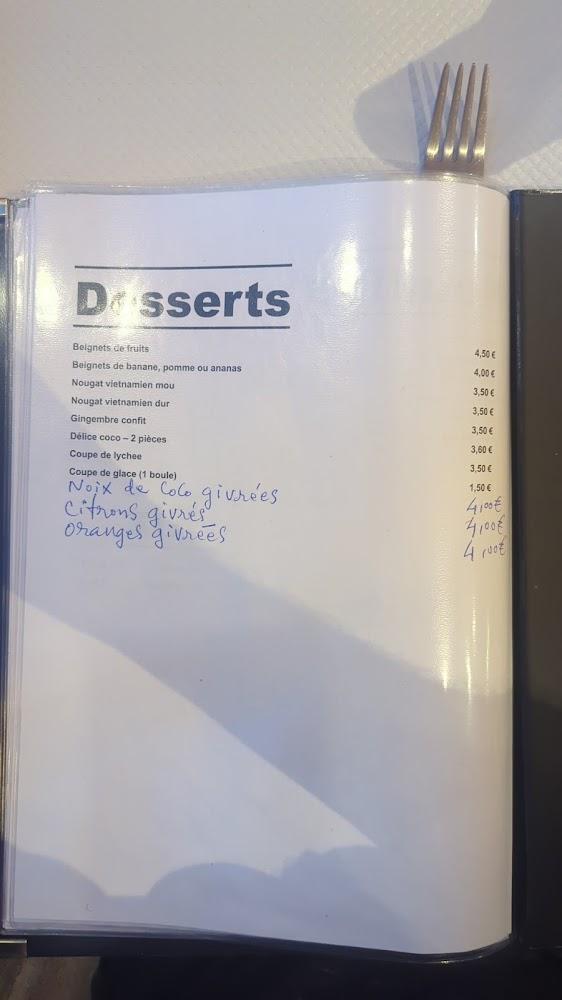 Desserts
Beignets de fruits 4,50 €
Beignets de banane, pomme ou ananas 4,00 €
Nougat vietnamien mou 3,50 €
Nougat vietnamien dur 3,50 €
Gingembre confit 3,50 €
Délice coco – 2 pièces 3,60 €
Coupe de lychee 3,50 €
Coupe de glace (1 boule) 1,50 €
Noix de Coco givrées 4,00€
Citrons givrés 4,00€
Oranges givrées 4,00€